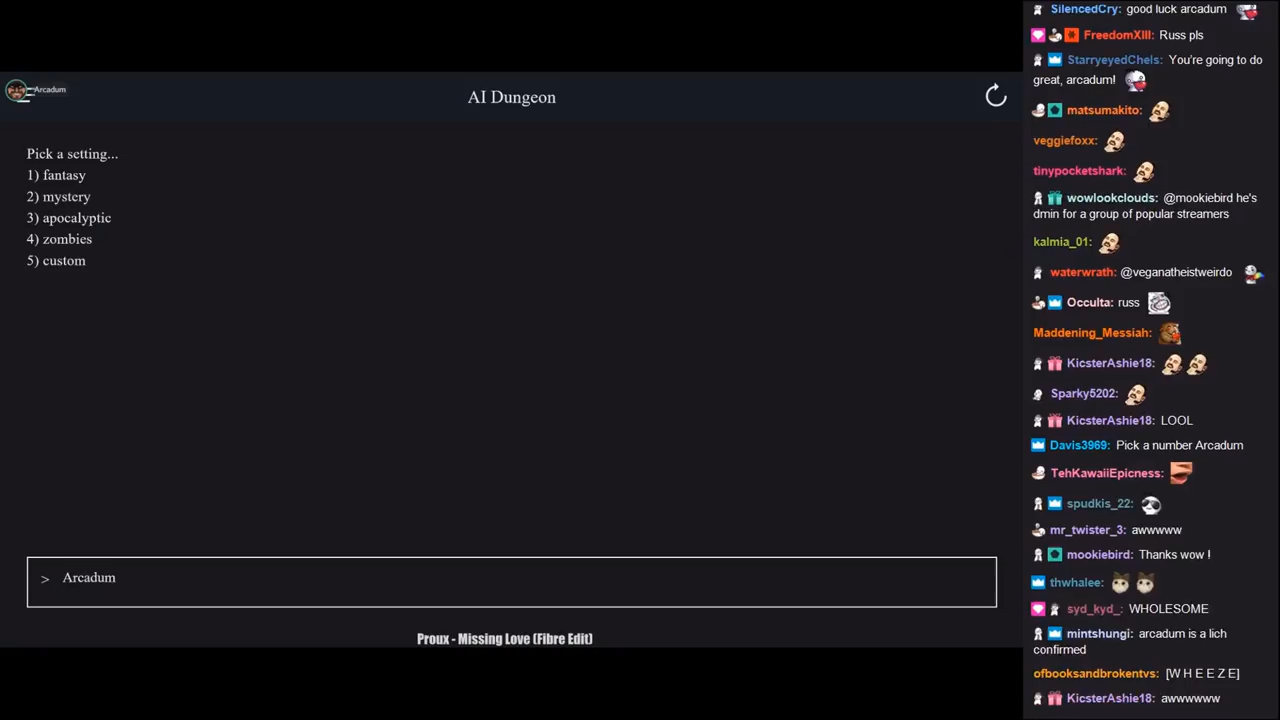 Arcadum
AI Dungeon
Pick a setting...
1) fantasy
2) mystery
3) apocalyptic
4) zombies
5) custom
> Arcadum
Proux - Missing Love (Fibre Edit)
SilencedCry: good luck arcadum
FreedomXIII: Russ pls
StarryeyedChels: You're going to do
great, arcadum!
matsumakito:
veggiefoxx:
tinypocketshark:
wowlookclouds: @mookiebird he's
dmin for a group of popular streamers
kalmia_01:
waterwrath: @veganatheistweirdo
Occulta: russ
Maddening_Messiah:
KicsterAshie18:
Sparky5202:
KicsterAshie18: LOOL
Davis3969: Pick a number Arcadum
TehKawaiiEpicness:
spudkis_22:
mr_twister_3: awwwww
mookiebird: Thanks wow !
thwhalee:
syd_kyd_: WHOLESOME
mintshungi: arcadum is a lich
confirmed
ofbooksandbrokentvs: [W H E E Z E]
KicsterAshie18: awwwwww